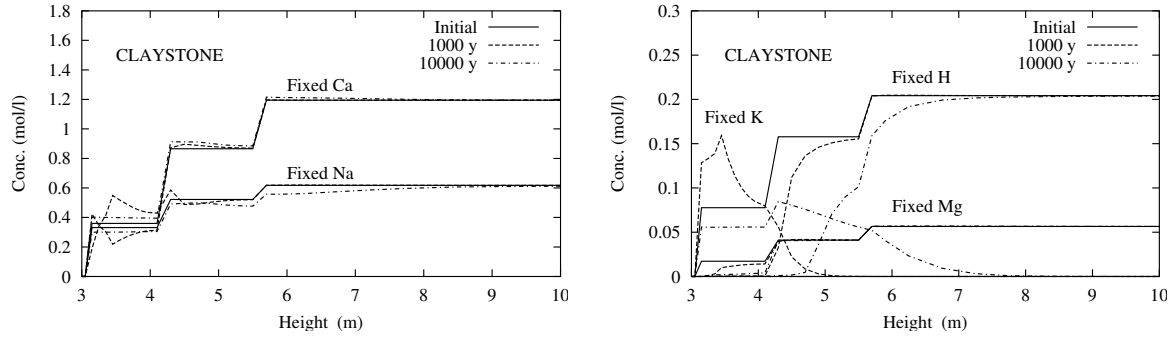 1.8
1.6
1.4
1.2
1
0.8
0.6
0.4
0.2
0
3 4 5 6 7 8 9 10
Conc. (mol/l)
Height (m)
CLAYSTONE
Initial
1000 y
10000 y
Fixed Ca
Fixed Na
0.3
0.25
0.2
0.15
0.1
0.05
0
3 4 5 6 7 8 9 10
Conc. (mol/l)
Height (m)
CLAYSTONE
Initial
1000 y
10000 y
Fixed H
Fixed K
Fixed Mg